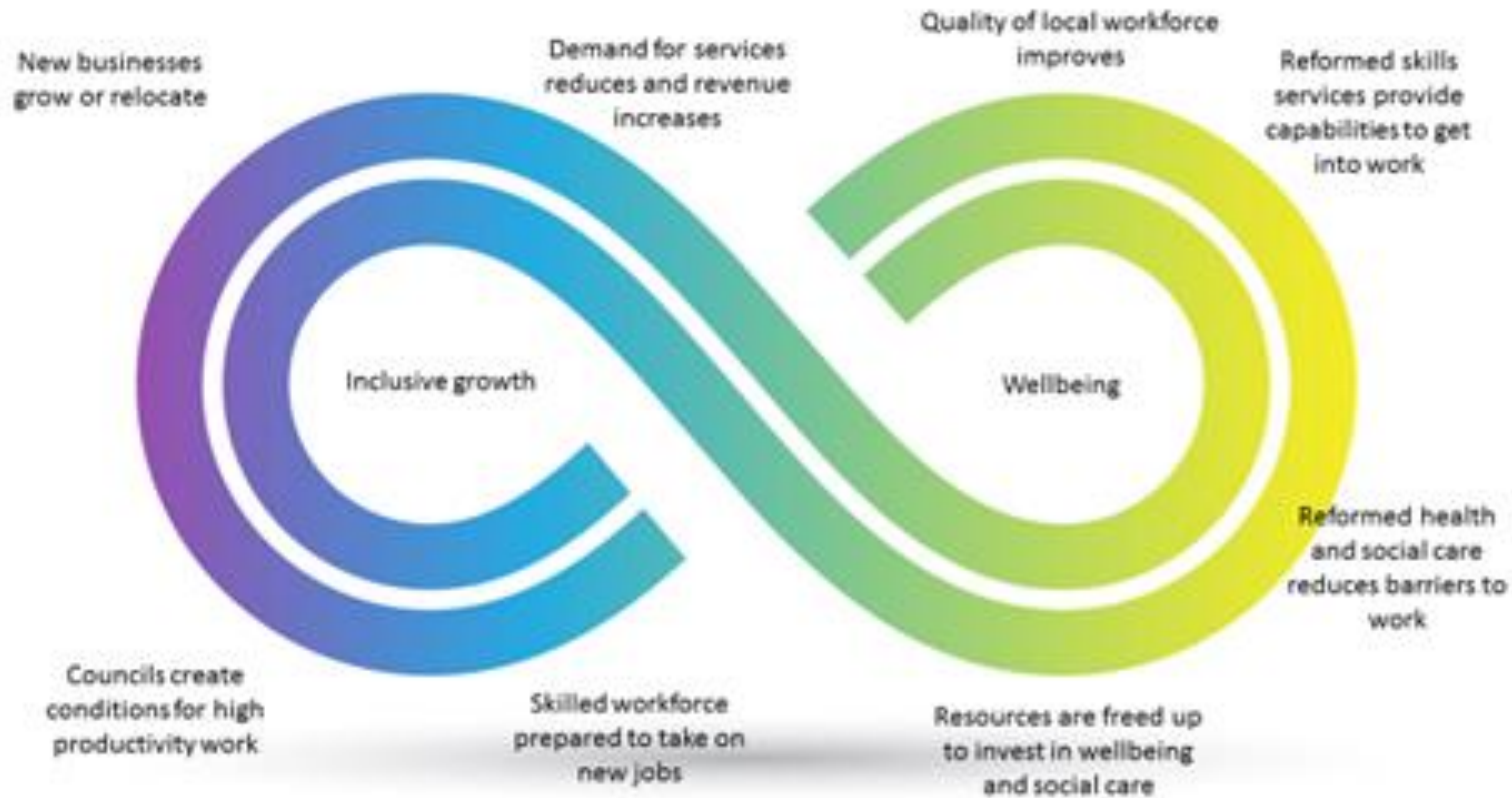 New businesses
grow or relocate
Demand for services
reduces and revenue
increases
Quality of local workforce
improves
Reformed skills
services provide
capabilities to get
into work
Inclusive growth
Wellbeing
Reformed health
and social care
reduces barriers to
work
Councils create
conditions for high
productivity work
Skilled workforce
prepared to take on
new jobs
Resources are freed up
to invest in wellbeing
and social care